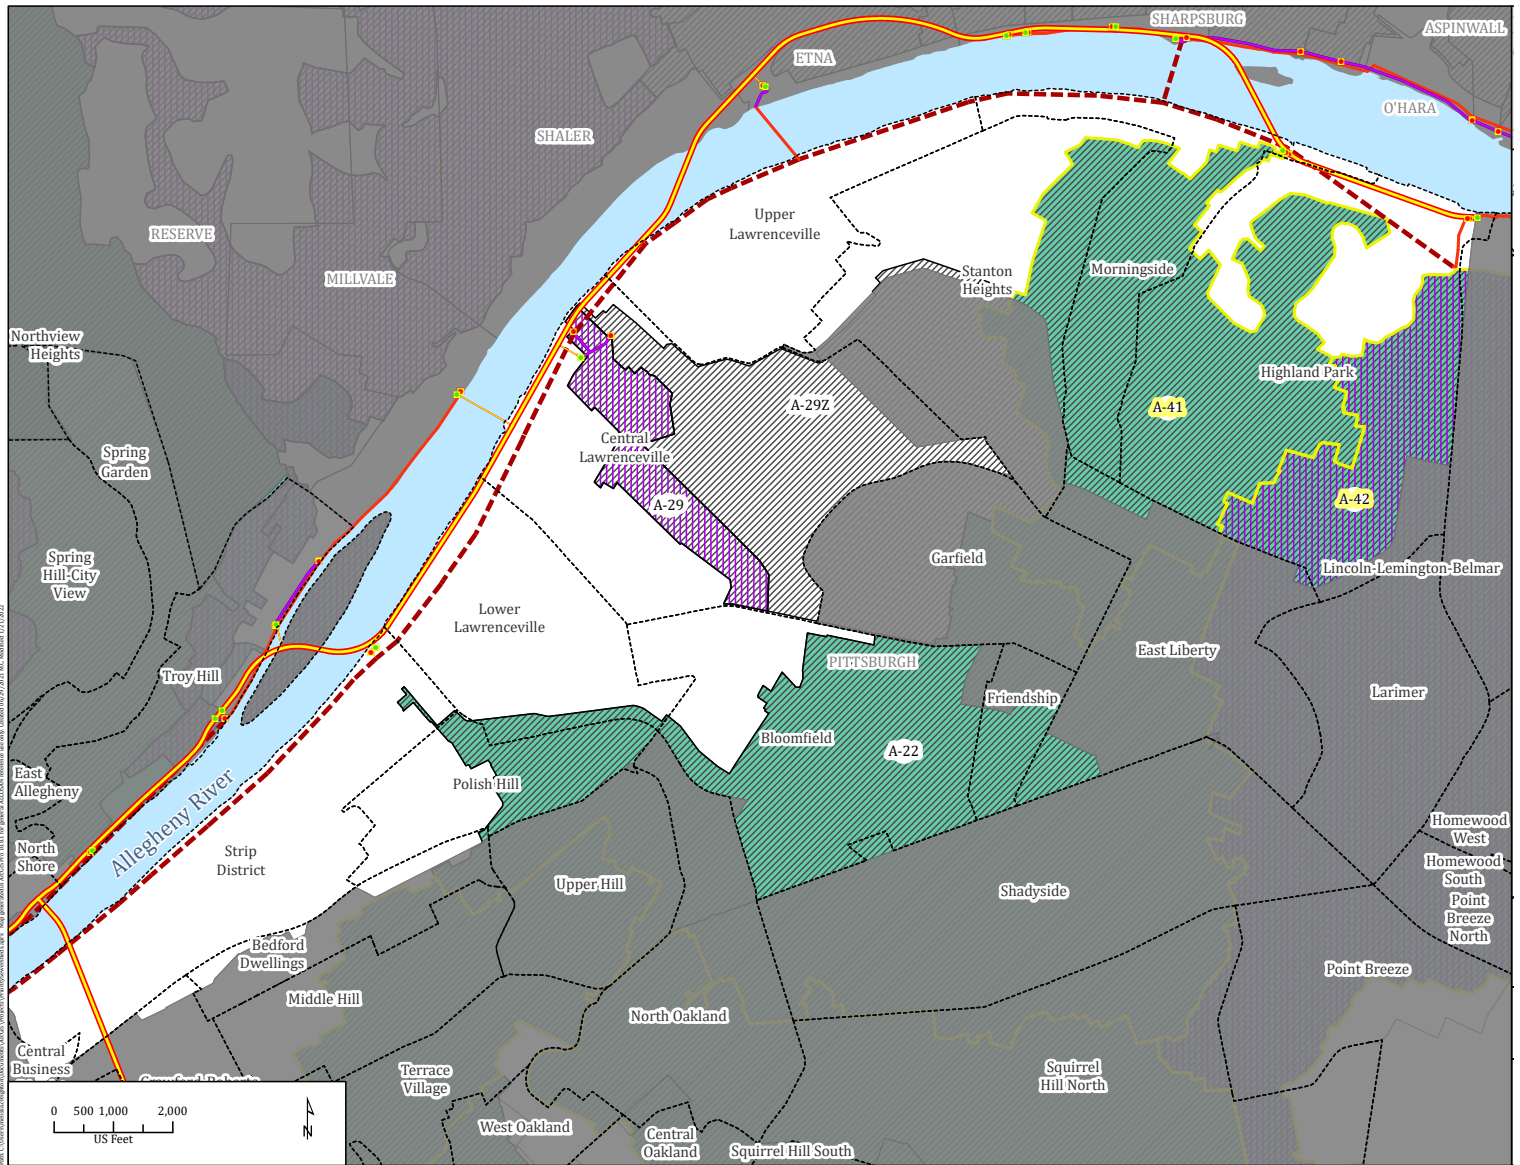 SHARPSBURG
ASPINWALL
ETNA
O'HARA
SHALER
RESERVE
MILLVALE
Upper
Lawrenceville
Stanton
Heights
Morningside
Northview
Heights
Highland Park
A-29Z
A-41
Central
Lawrenceville
Spring
Garden
A-29
A-42
Garfield
Lincoln-Lemington-Belmar
Spring
Hill-City
View
Lower
Lawrenceville
East Liberty
PITTSBURGH
Troy Hill
Friendship
Larimer
Bloomfield
A-22
East
Allegheny
Polish Hill
Allegheny River
Homewood
West
North
Shore
Strip
District
Homewood
South
Upper Hill
Shadyside
Point
Breeze
North
Bedford
Dwellings
Point Breeze
Middle Hill
North Oakland
Central
Business
Terrace
Village
Squirrel
Hill North
Crawford-Roberts
0 500 1,000 2,000
US Feet
N
West Oakland
Central
Oakland
Squirrel Hill South